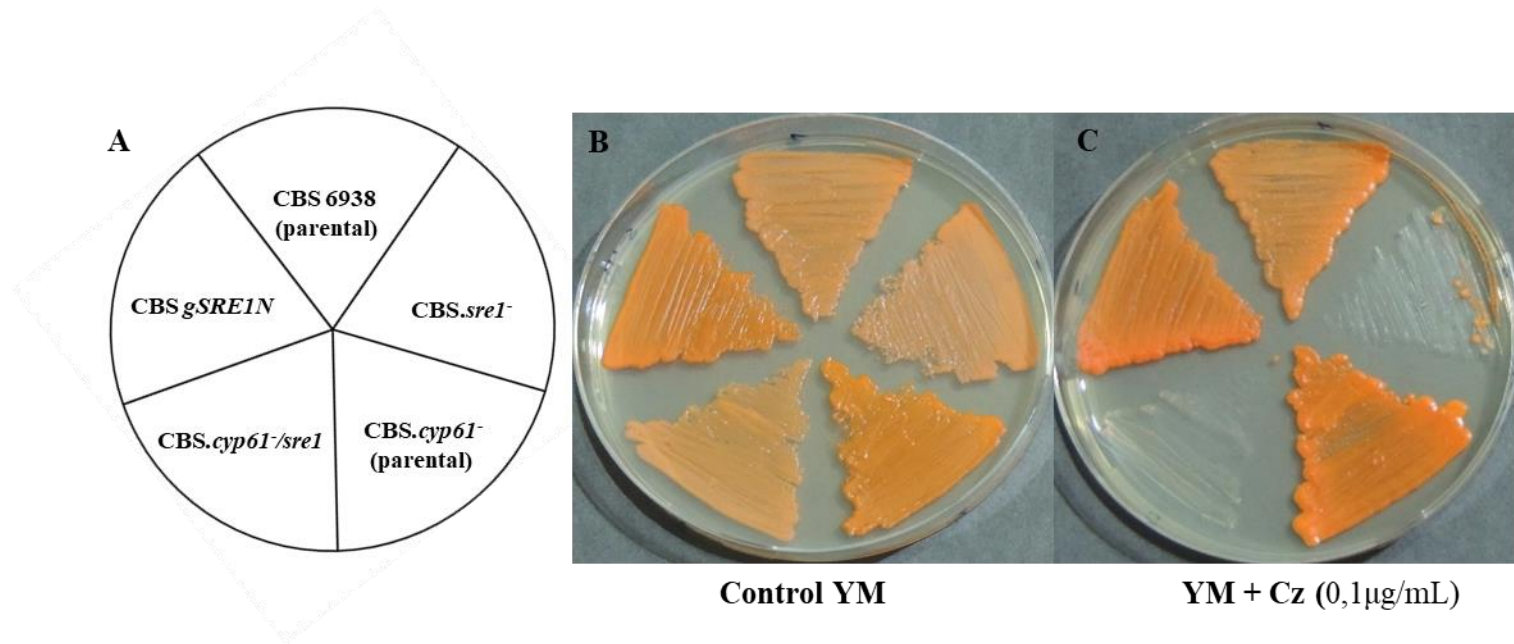 A
CBS 6938
(parental)
CBS gSRE1N
CBS.sre1-
CBS.cyp61-/sre1
CBS.cyp61-
(parental)
B
C
Control YM
YM + Cz (0,1µg/mL)